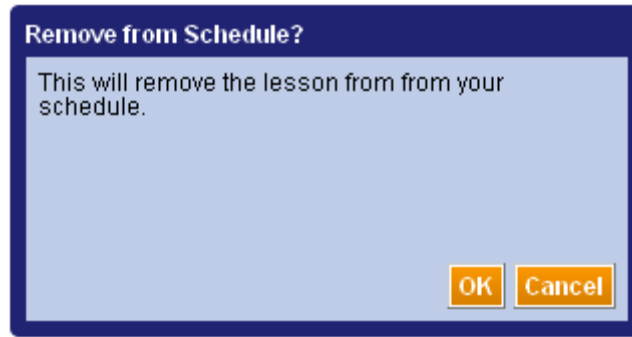 Remove from Schedule?
This will remove the lesson from from your
schedule.
OK Cancel